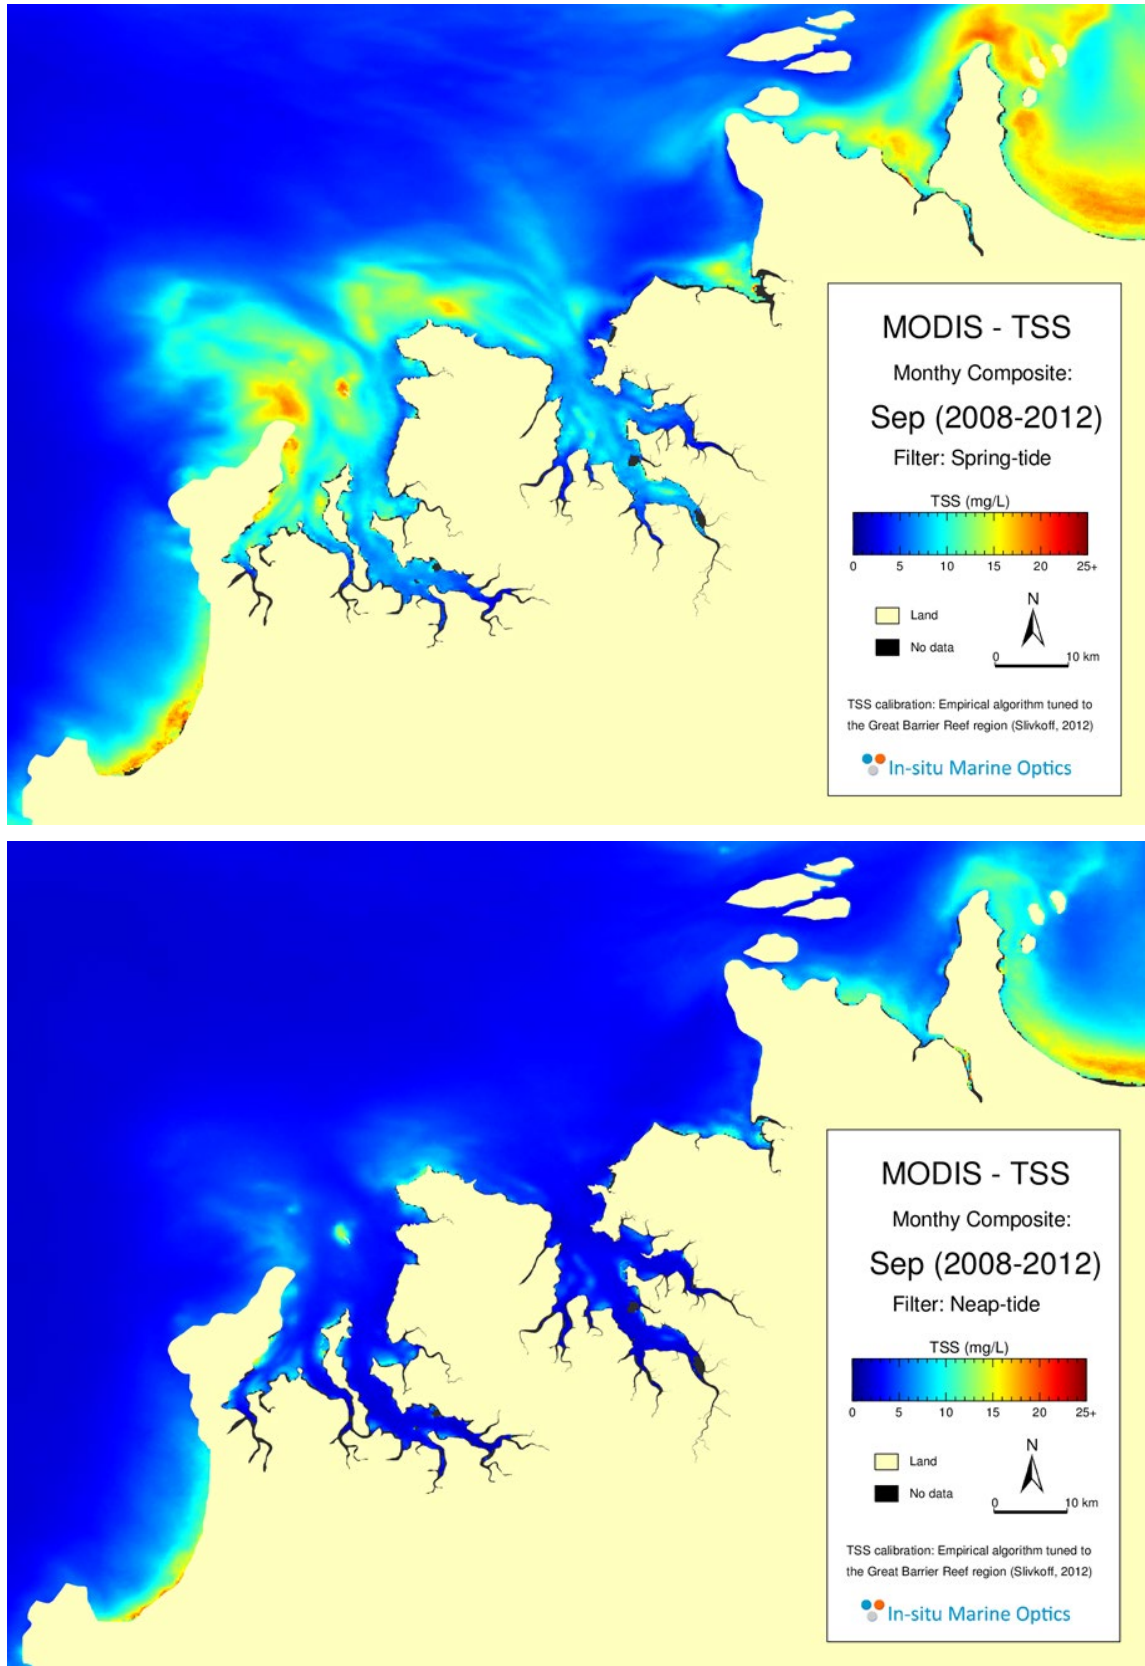 MODIS - TSS
Monthy Composite:
Sep (2008-2012)
Filter: Spring-tide
TSS (mg/L)
0 5 10 15 20 25+
Land
No data
N
0 10 km
TSS calibration: Empirical algorithm tuned to
the Great Barrier Reef region (Slivkoff, 2012)
In-situ Marine Optics
MODIS - TSS
Monthy Composite:
Sep (2008-2012)
Filter: Neap-tide
TSS (mg/L)
0 5 10 15 20 25+
Land
No data
N
0 10 km
TSS calibration: Empirical algorithm tuned to
the Great Barrier Reef region (Slivkoff, 2012)
In-situ Marine Optics